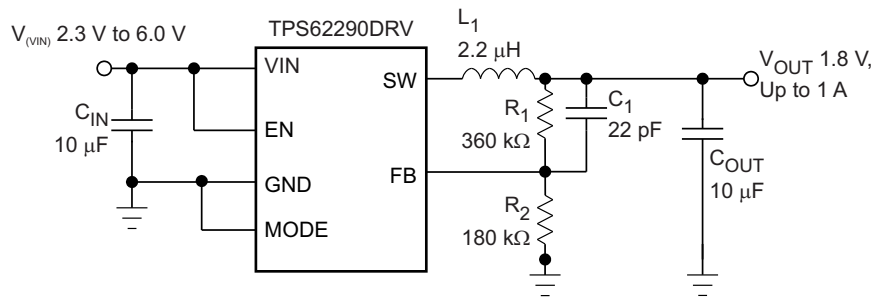 TPS62290DRV
V(VIN) 2.3 V to 6.0 V
L1
2.2 μH
VIN
SW
VOUT 1.8 V,
Up to 1 A
CIN
10 μF
R1
360 kΩ
C1
22 pF
EN
COUT
10 μF
GND
FB
MODE
R2
180 kΩ